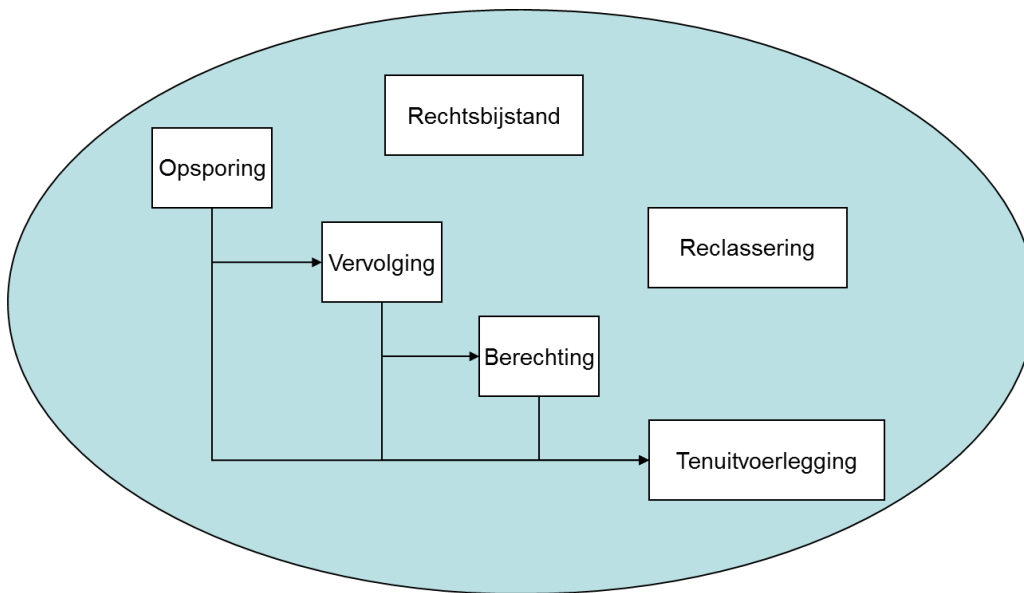 Rechtsbijstand
Opsporing
Reclassering
Vervolging
Berechting
Tenuitvoerlegging